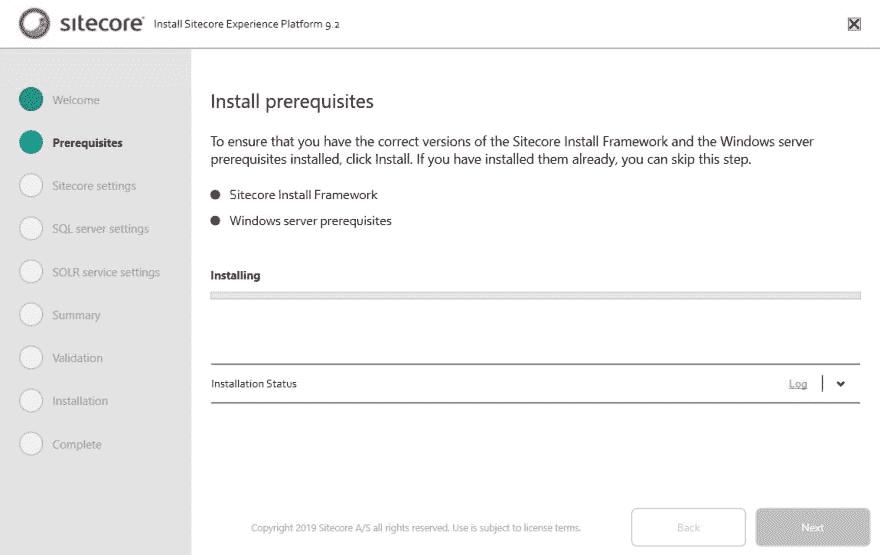 sitecore Install Sitecore Experience Platform 9.2
Welcome
Prerequisites
Sitecore settings
SQL server settings
SOLR service settings
Summary
Validation
Installation
Complete
Install prerequisites
To ensure that you have the correct versions of the Sitecore Install Framework and the Windows server
prerequisites installed, click Install. If you have installed them already, you can skip this step.
Sitecore Install Framework
Windows server prerequisites
Installing
Installation Status Log
Copyright 2019 Sitecore A/S all rights reserved. Use is subject to license terms.
Back Next